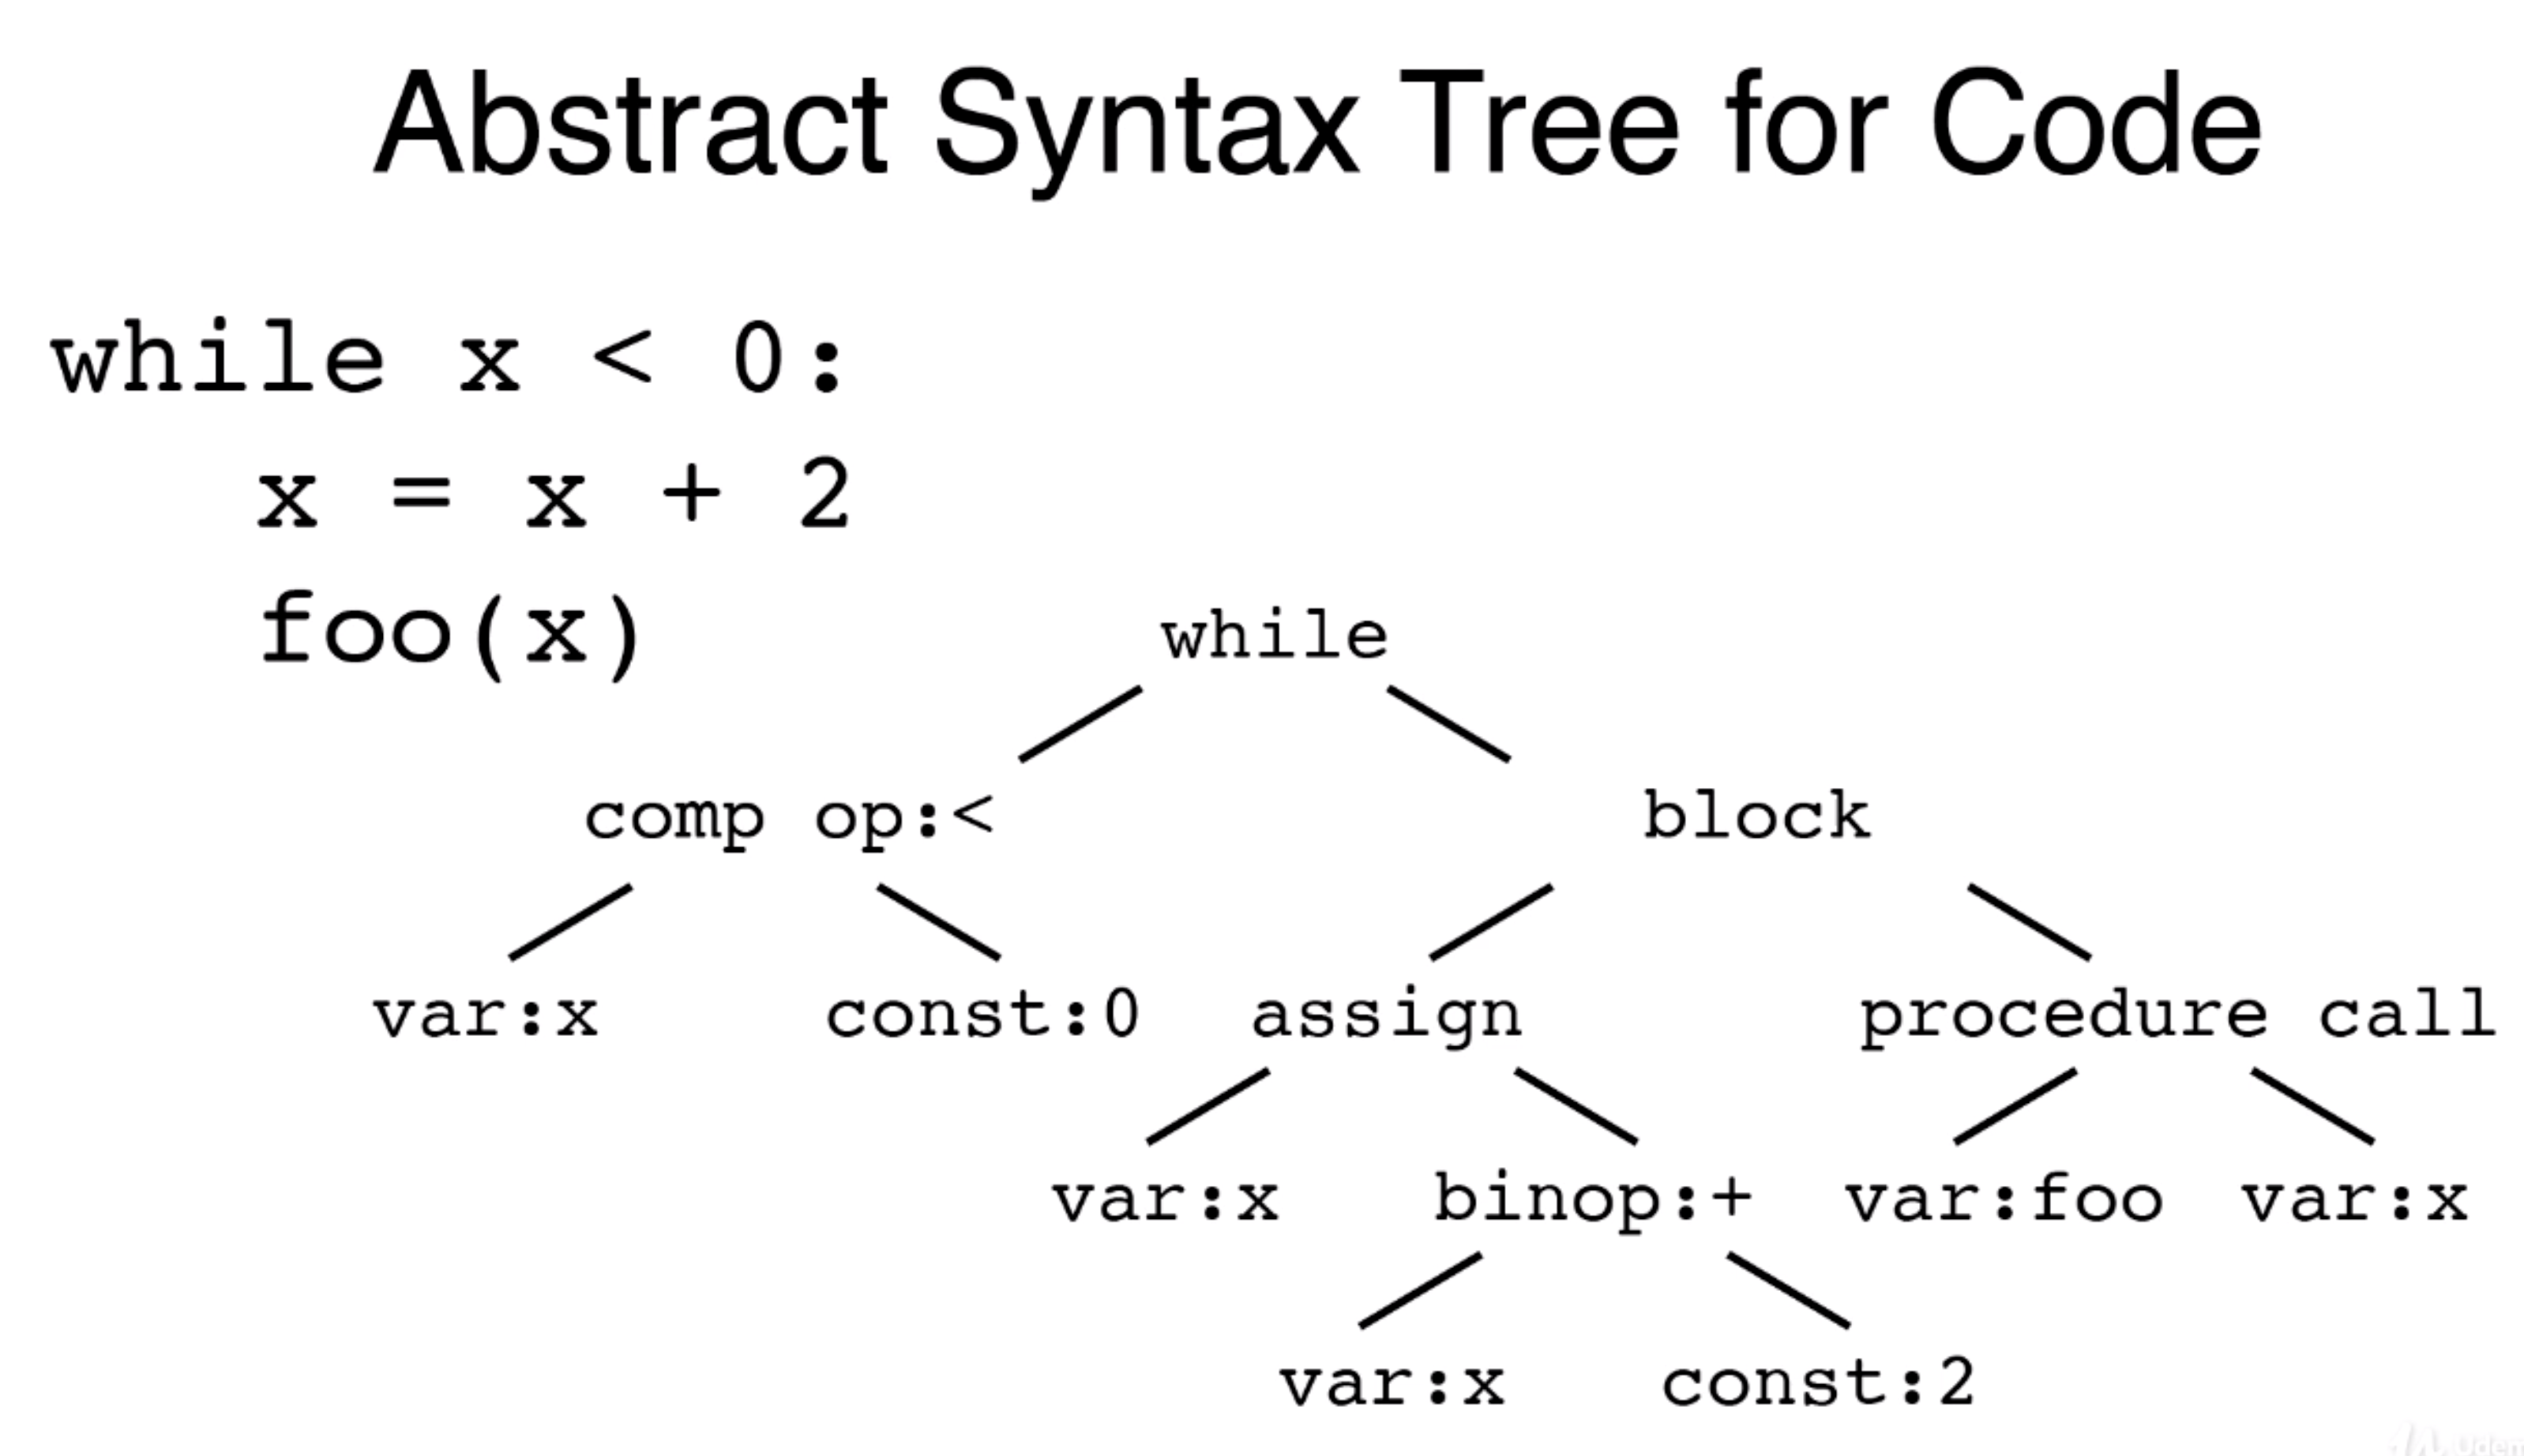 Abstract Syntax Tree for Code
while x < 0:
x = x + 2
foo(x)
while
comp op:< block
var:x const:0 assign procedure call
var:x binop:+ var:foo var:x
var:x const:2